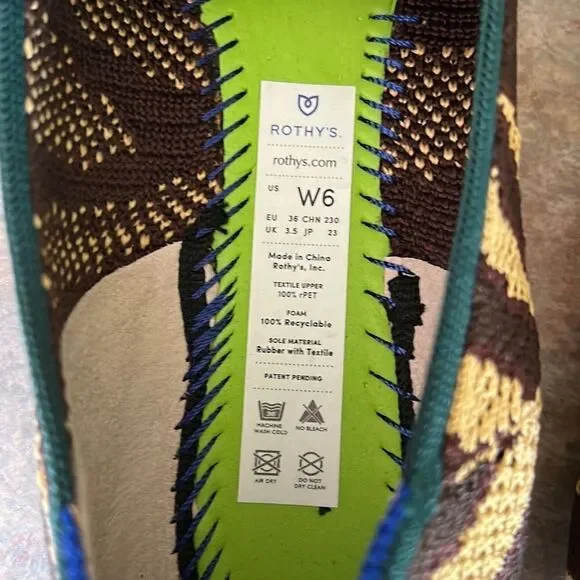 ROTHY'S.
rothys.com
US W6
EU 36 CHN 230
UK 3.5 JP 23
Made in China
Rothy's, Inc.
TEXTILE UPPER
100% rPET
FOAM
100% Recyclable
SOLE MATERIAL
Rubber with Textile
PATENT PENDING
MACHINE WASH COLD
NO BLEACH
AIR DRY
DO NOT DRY CLEAN